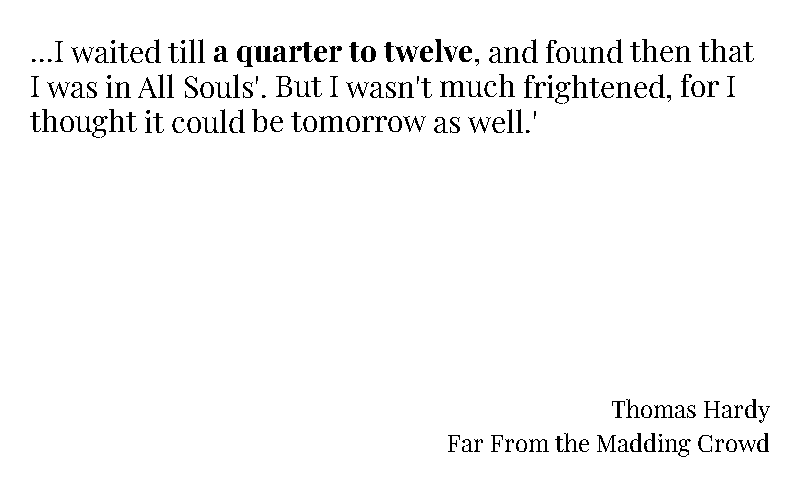 ...I waited till a quarter to twelve, and found then that
I was in All Souls'. But I wasn't much frightened, for I
thought it could be tomorrow as well.'
Thomas Hardy
Far From the Madding Crowd